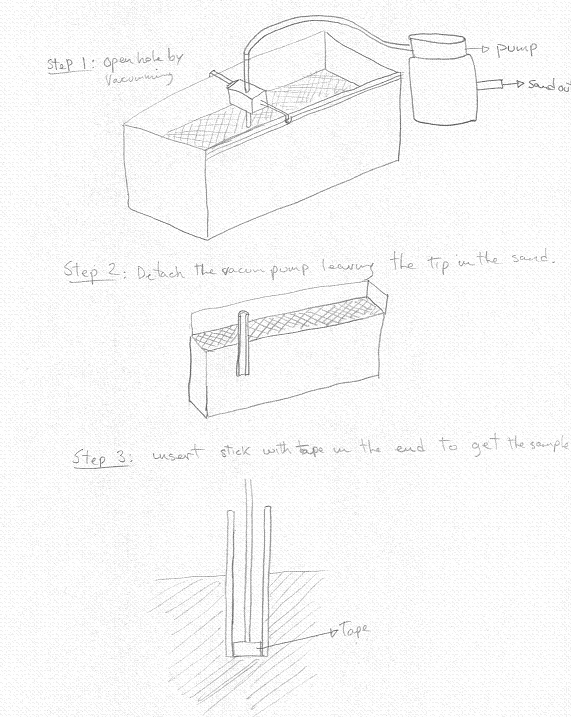 Step 1: Open hole by
Vacuuming
pump
Sand out
Step 2: Detach the vacum pump leaving the tip in the sand.
Step 3: insert stick with tape in the end to get the sample
Tape